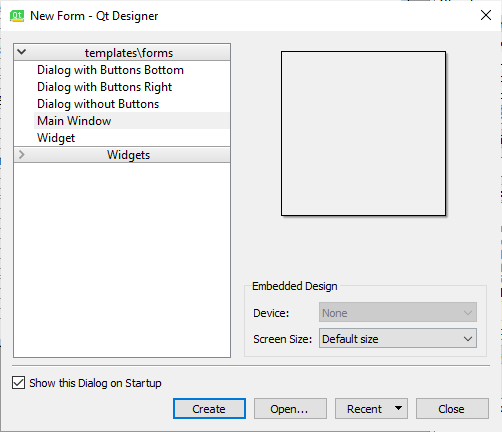 New Form - Qt Designer
templates\forms
Dialog with Buttons Bottom
Dialog with Buttons Right
Dialog without Buttons
Main Window
Widget
Widgets
Embedded Design
Device: None
Screen Size: Default size
Show this Dialog on Startup
Create Open... Recent Close